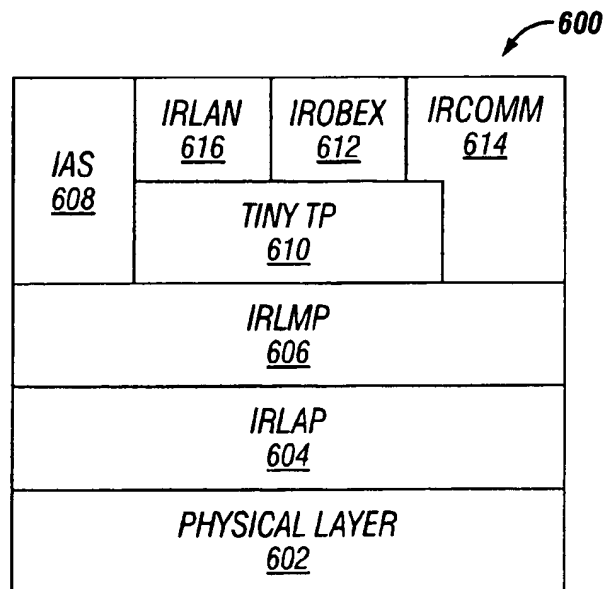 600
IAS
608
IRLAN
616
IROBEX
612
IRCOMM
614
TINY TP
610
IRLMP
606
IRLAP
604
PHYSICAL LAYER
602